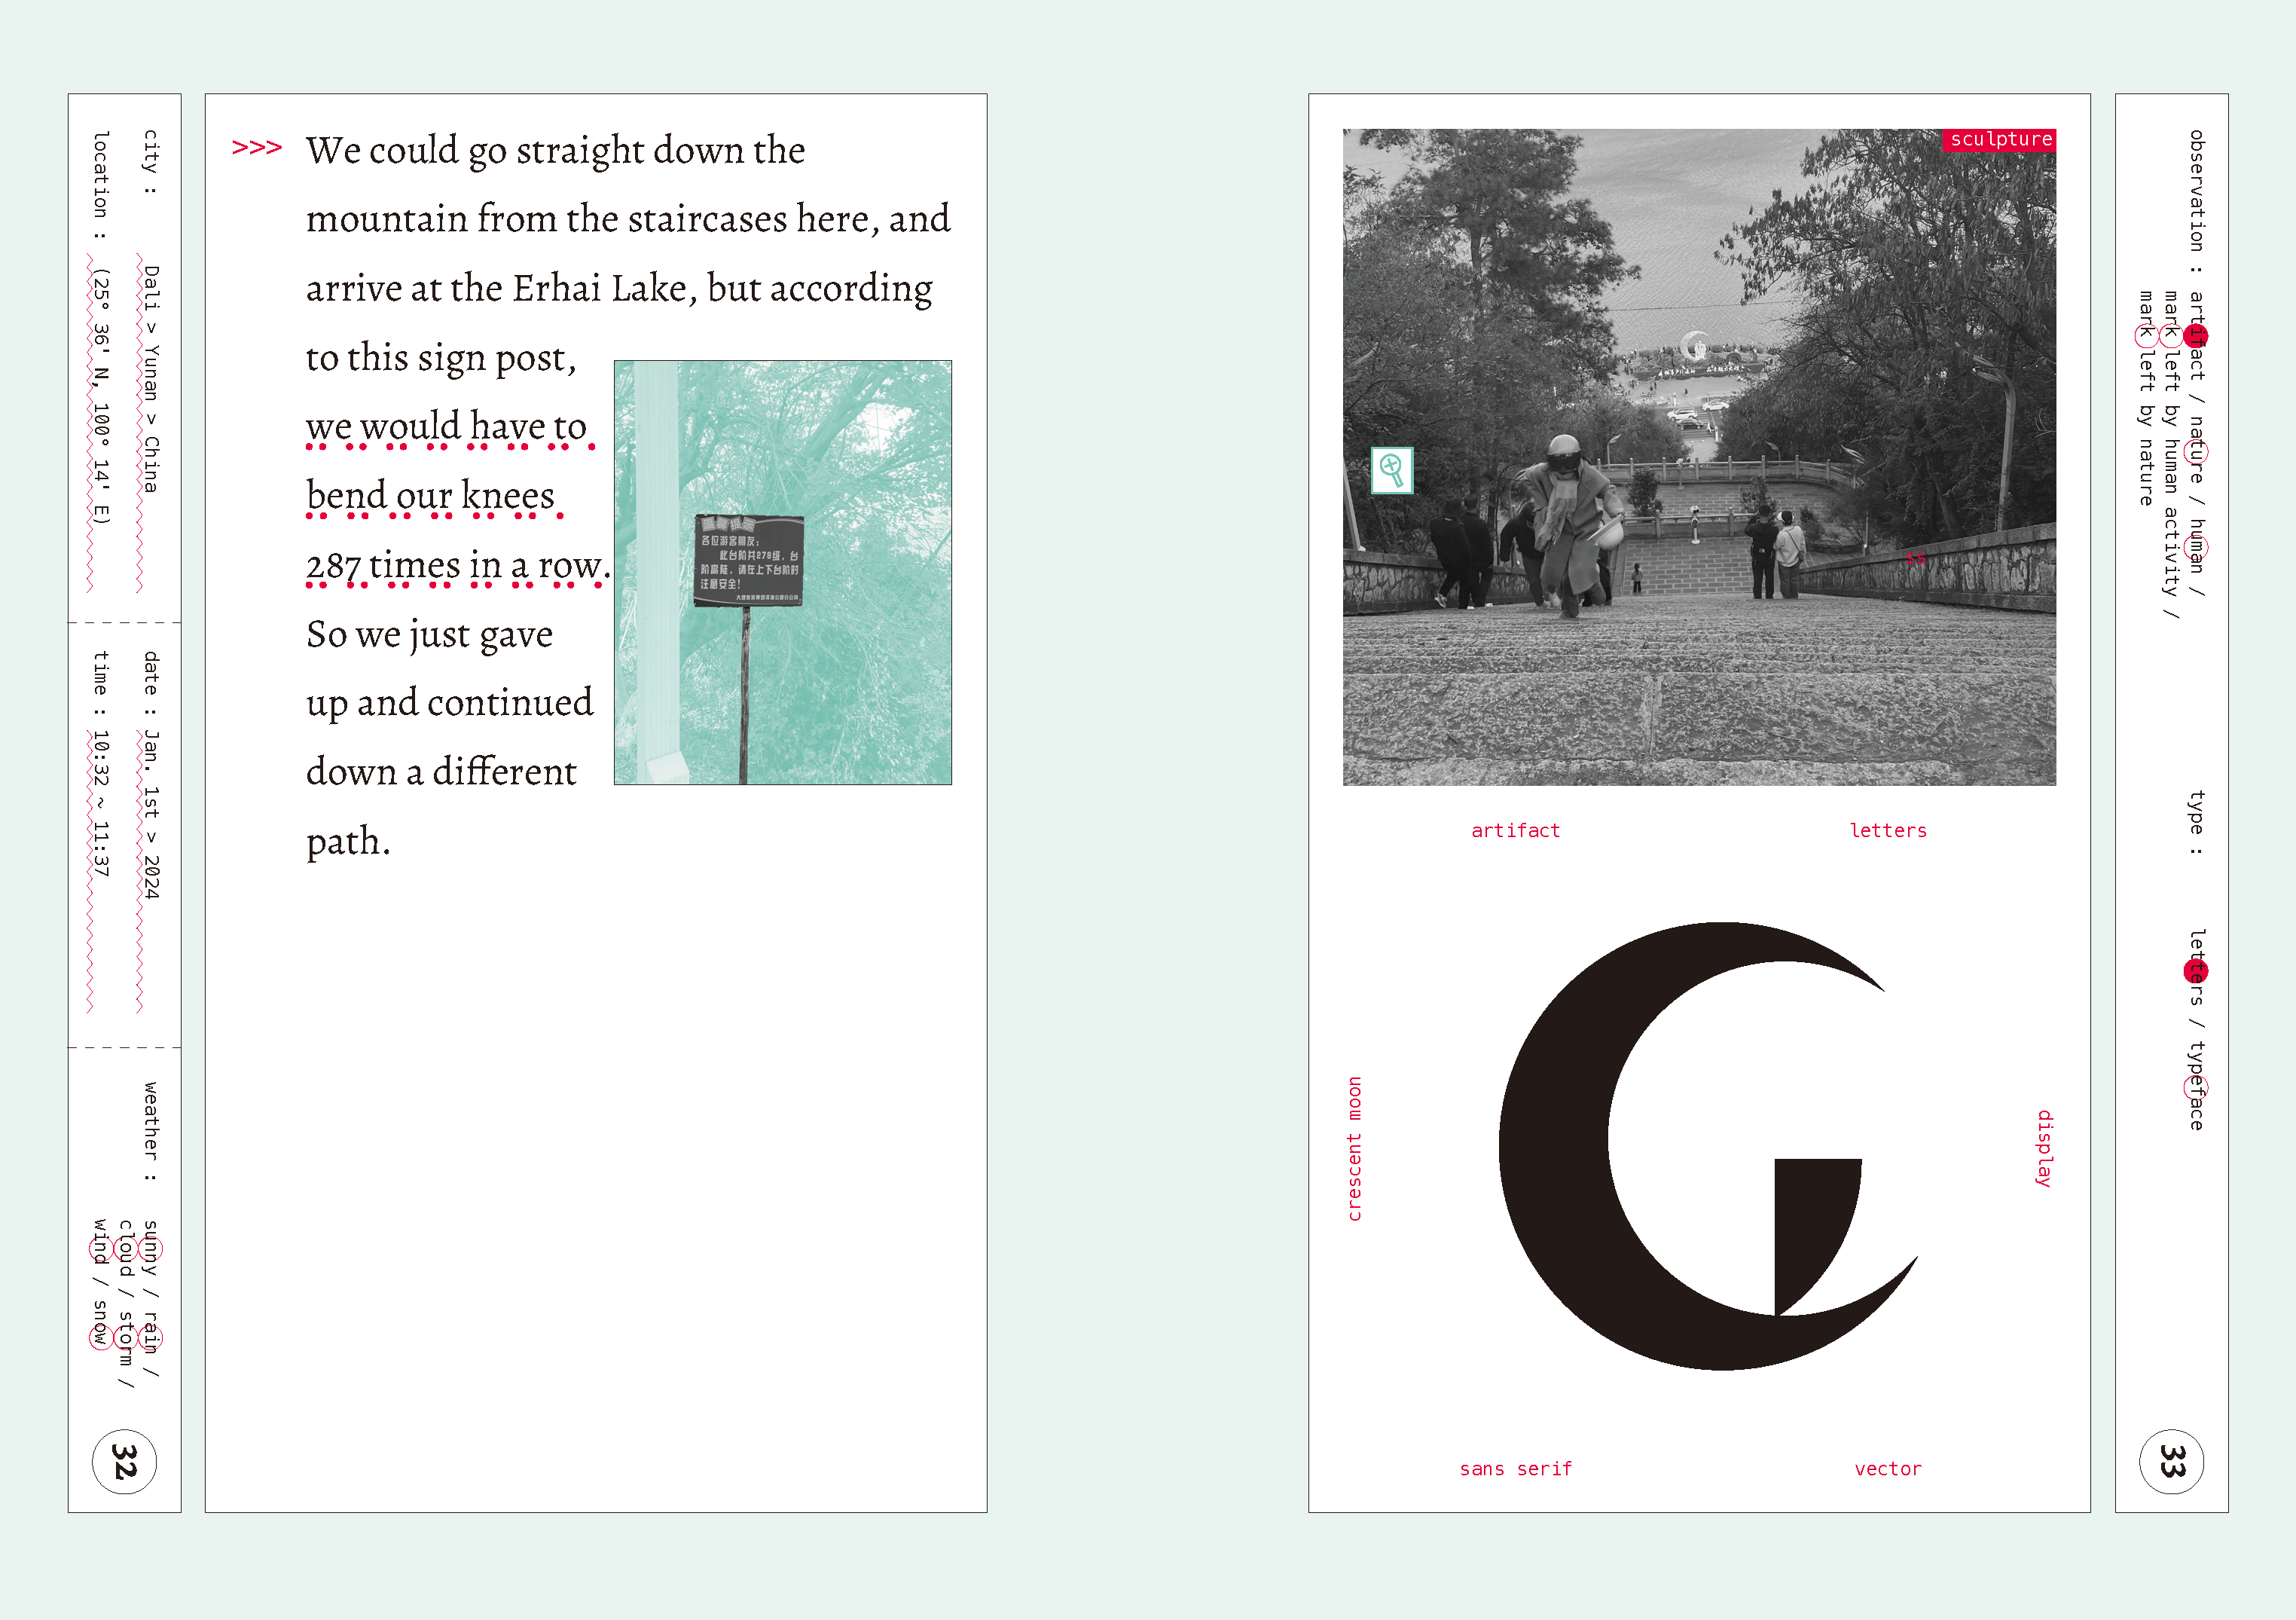 city : Dali > Yunan > China
location : (25° 36' N, 100° 14' E)
date : Jan. 1st > 2024
time : 10:32 ~ 11:37
weather : sunny / rain /
cloud / storm /
wind / snow
32
>>> We could go straight down the
mountain from the staircases here, and
arrive at the Erhai Lake, but according
to this sign post,
we would have to
bend our knees
287 times in a row.
So we just gave
up and continued
down a different
path.
各位游客朋友：
此台阶共278级，台
阶高陡，请在上下台阶时
注意安全！
sculpture
ss
artifact
letters
crescent moon
display
G
sans serif
vector
observation : artifact / nature / human /
mark left by human activity /
mark left by nature
type : letters / typeface
33